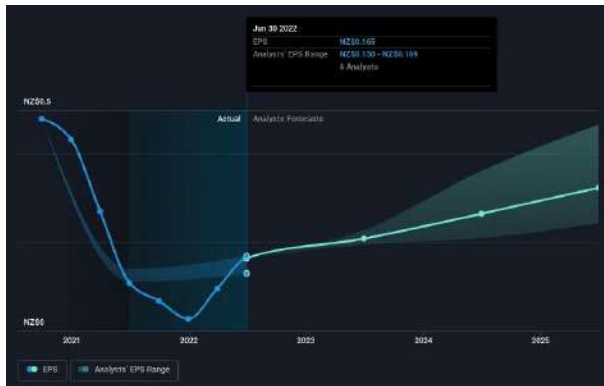 Jun 30 2022
EPS NZ$0.165
Analysts' EPS Range NZ$0.130 - NZ$0.169
6 Analysts
NZ$0.5
Actual Analysts Forecasts
NZ$0
2021 2022 2023 2024 2025
EPS Analysts' EPS Range